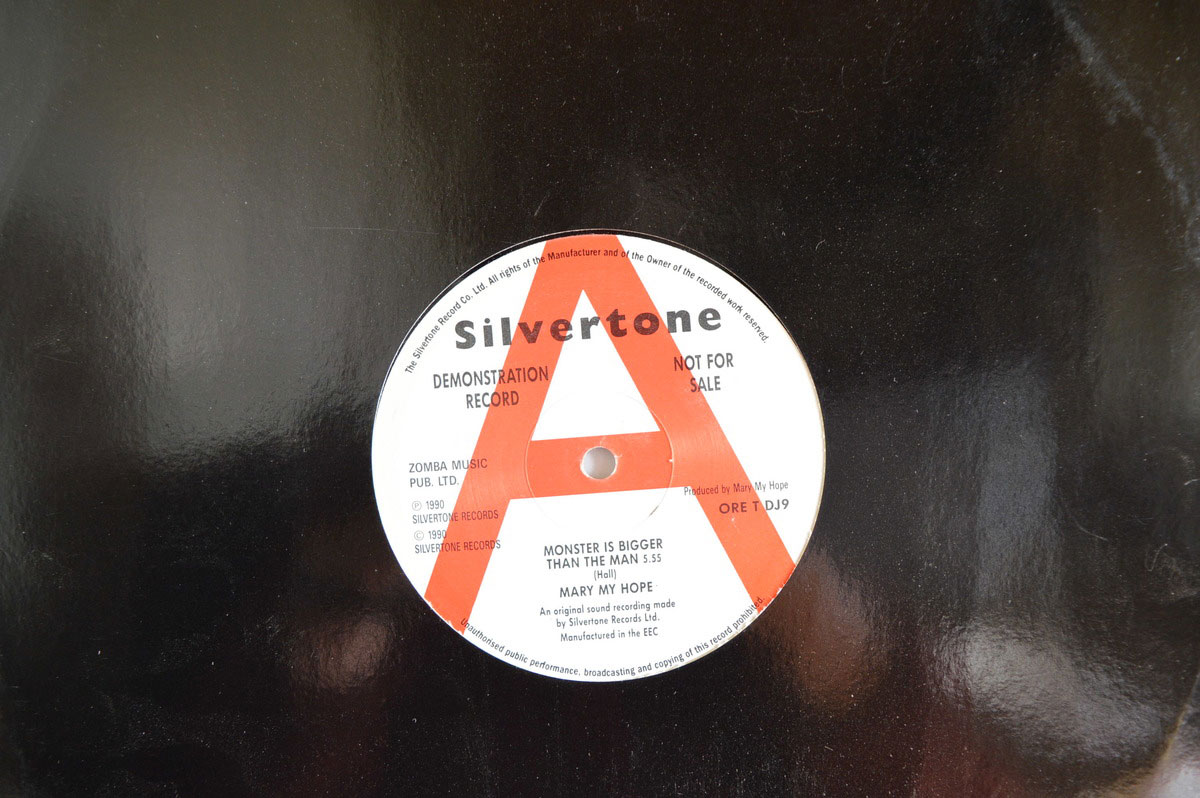 The Silvertone Record Co. Ltd. All rights of the Manufacturer and of the Owner of the recorded work reserved.
A
Silvertone
DEMONSTRATION
RECORD
NOT FOR
SALE
ZOMBA MUSIC
PUB. LTD.
℗ 1990
SILVERTONE RECORDS
© 1990
SILVERTONE RECORDS
Produced by Mary My Hope
ORE T DJ9
MONSTER IS BIGGER
THAN THE MAN 5.55
(Hall)
MARY MY HOPE
An original sound recording made
by Silvertone Records Ltd.
Manufactured in the EEC
Unauthorised public performance, broadcasting and copying of this record prohibited.